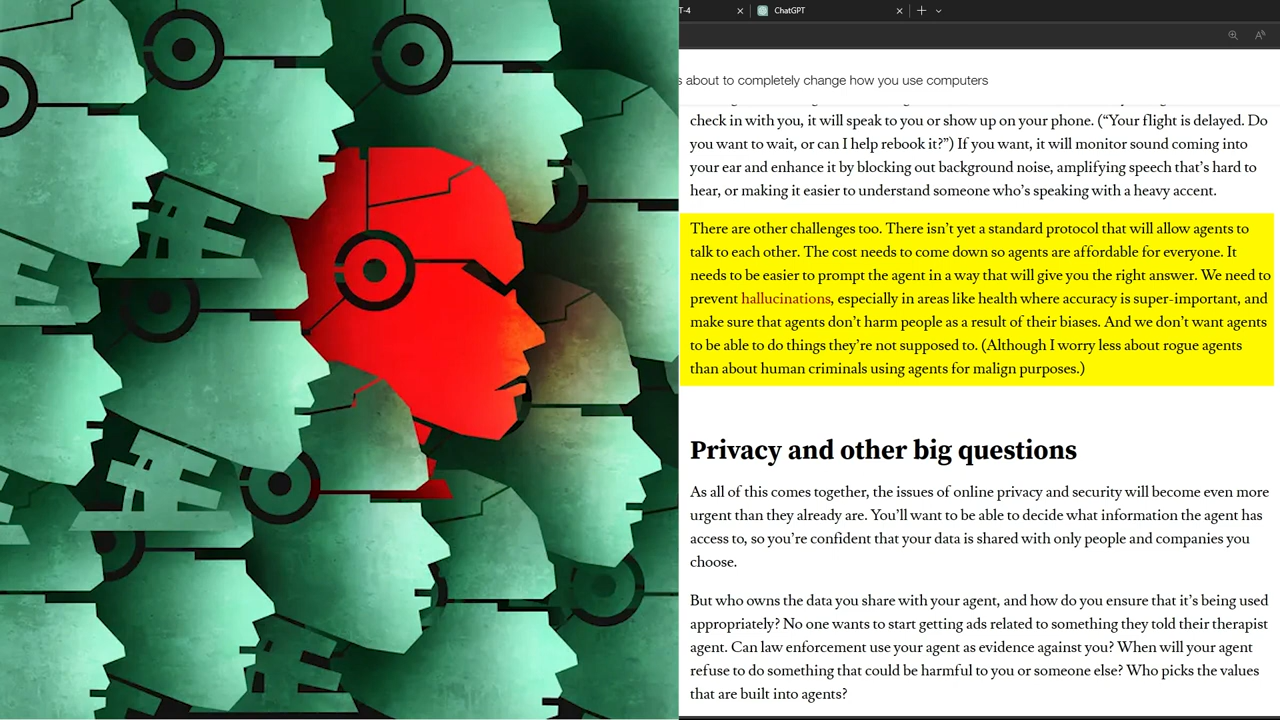 T-4
ChatGPT
s about to completely change how you use computers
check in with you, it will speak to you or show up on your phone. (“Your flight is delayed. Do
you want to wait, or can I help rebook it?”) If you want, it will monitor sound coming into
your ear and enhance it by blocking out background noise, amplifying speech that’s hard to
hear, or making it easier to understand someone who’s speaking with a heavy accent.
There are other challenges too. There isn’t yet a standard protocol that will allow agents to
talk to each other. The cost needs to come down so agents are affordable for everyone. It
needs to be easier to prompt the agent in a way that will give you the right answer. We need to
prevent hallucinations, especially in areas like health where accuracy is super-important, and
make sure that agents don’t harm people as a result of their biases. And we don’t want agents
to be able to do things they’re not supposed to. (Although I worry less about rogue agents
than about human criminals using agents for malign purposes.)
Privacy and other big questions
As all of this comes together, the issues of online privacy and security will become even more
urgent than they already are. You’ll want to be able to decide what information the agent has
access to, so you’re confident that your data is shared with only people and companies you
choose.
But who owns the data you share with your agent, and how do you ensure that it’s being used
appropriately? No one wants to start getting ads related to something they told their therapist
agent. Can law enforcement use your agent as evidence against you? When will your agent
refuse to do something that could be harmful to you or someone else? Who picks the values
that are built into agents?